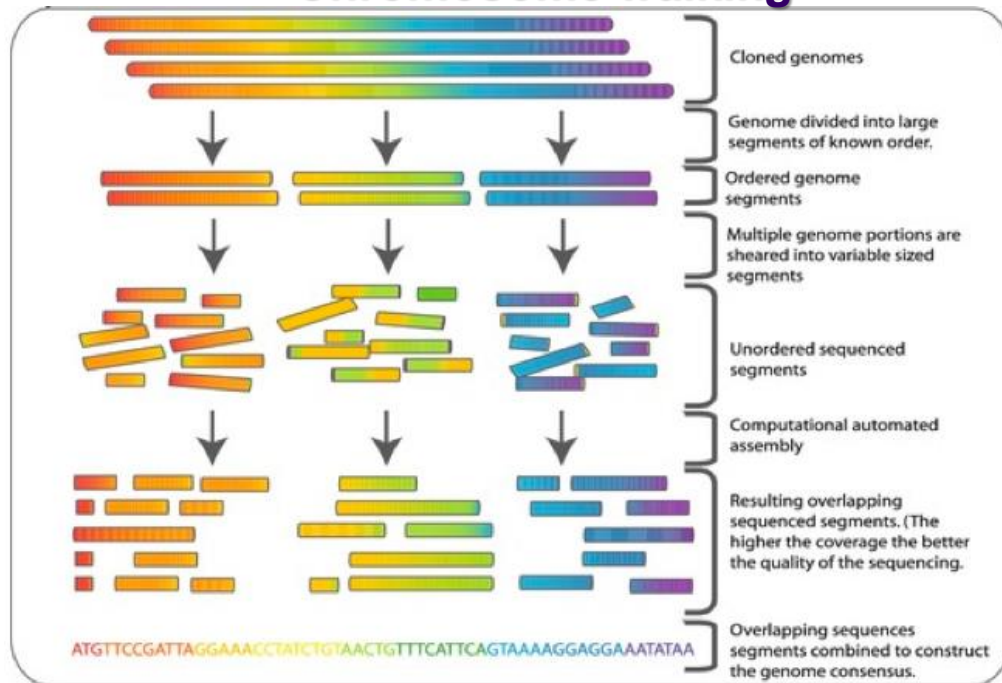 Chromosome Walking
Cloned genomes
Genome divided into large
segments of known order.
Ordered genome
segments
Multiple genome portions are
sheared into variable sized
segments
Unordered sequenced
segments
Computational automated
assembly
Resulting overlapping
sequenced segments. (The
higher the coverage the better
the quality of the sequencing.
ATGTTCCGATTAGGAAACCTATCTGTAACTGTTTCATTCAGTAAAAGGAGGAAATATAA
Overlapping sequences
segments combined to construct
the genome consensus.